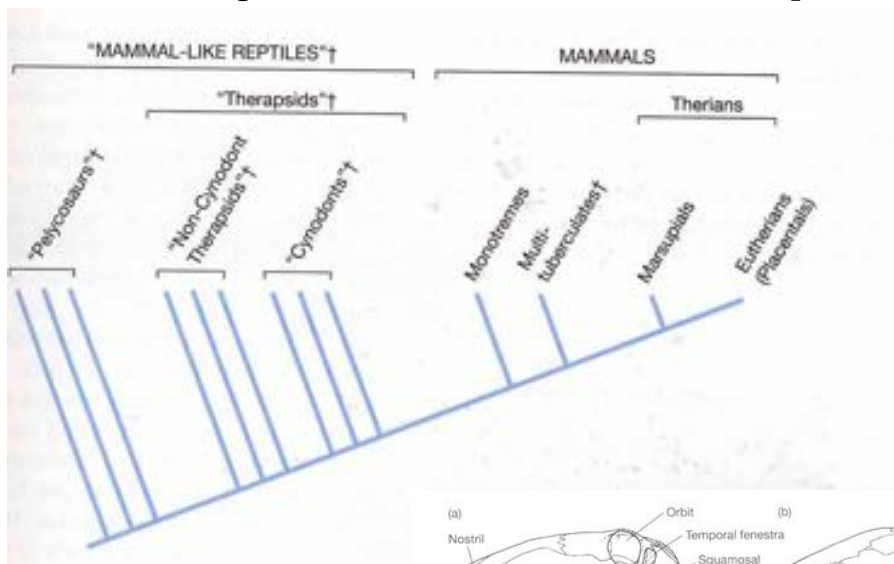 "MAMMAL-LIKE REPTILES"†
MAMMALS
"Therapsids"†
Therians
"Pelycosaurs"†
"Non-Cynodont
Therapsids"†
"Cynodonts"†
Monotremes
Multi-
tuberculates†
Marsupials
Eutherians
(Placentals)
(a)
Orbit
(b)
Nostril
Temporal fenestra
Squamosal